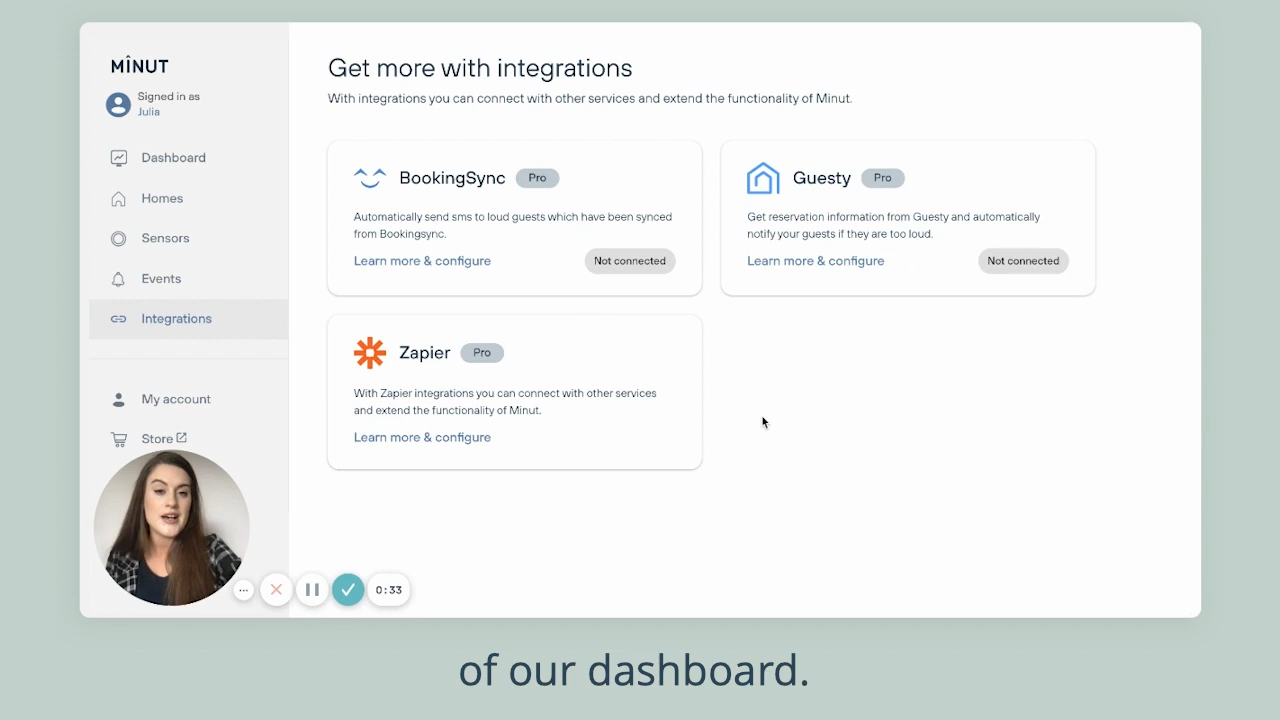 MÎNUT
Signed in as
Julia
Dashboard
Homes
Sensors
Events
Integrations
My account
Store
Get more with integrations
With integrations you can connect with other services and extend the functionality of Minut.
BookingSync Pro
Automatically send sms to loud guests which have been synced
from Bookingsync.
Learn more & configure Not connected
Guesty Pro
Get reservation information from Guesty and automatically
notify your guests if they are too loud.
Learn more & configure Not connected
Zapier Pro
With Zapier integrations you can connect with other services
and extend the functionality of Minut.
Learn more & configure
0:33
of our dashboard.